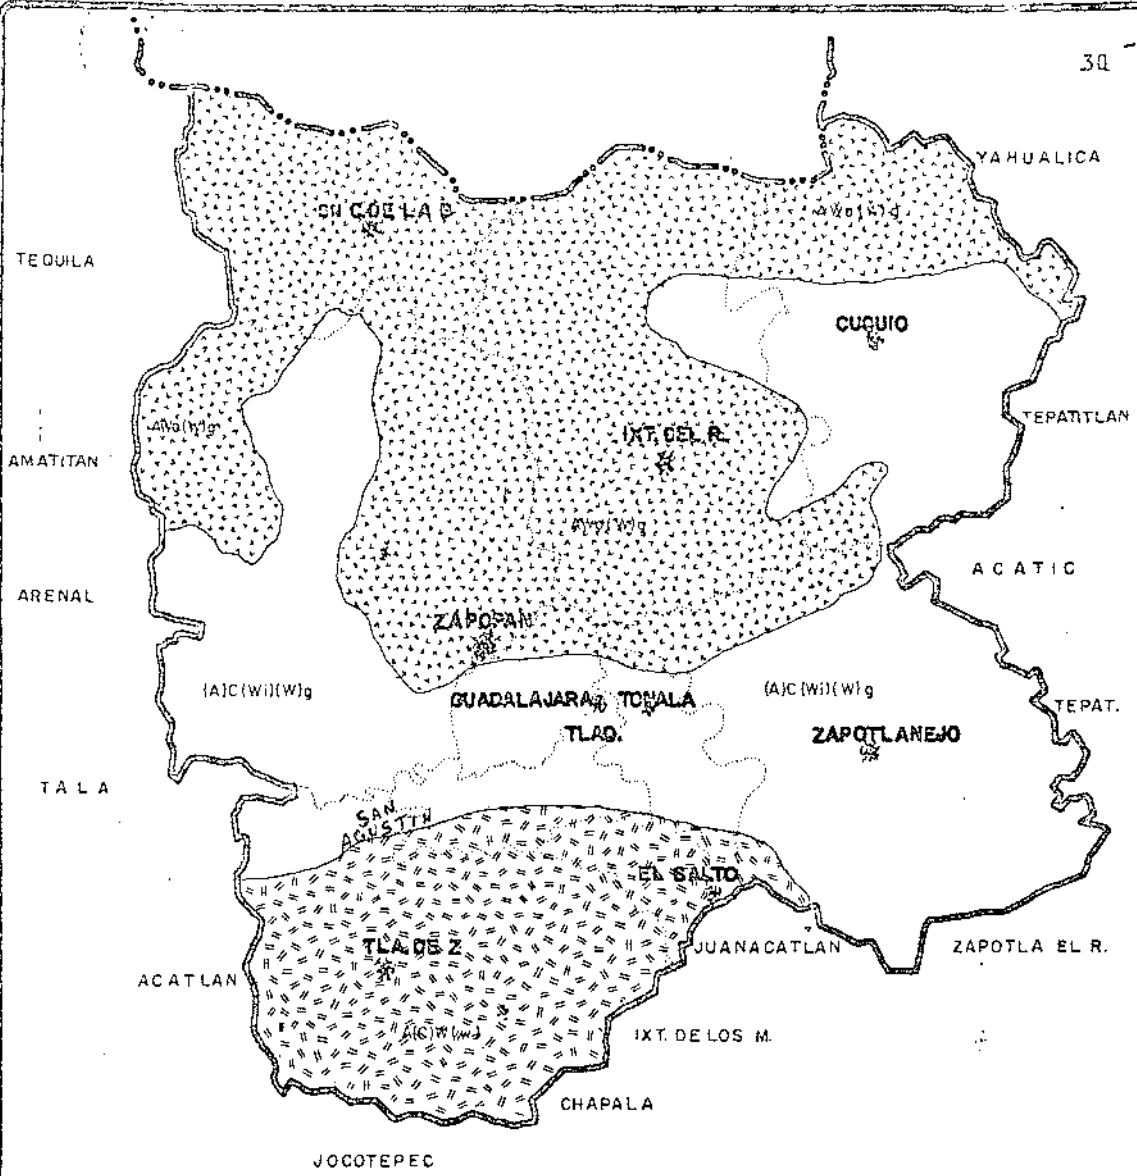 30
YAHUALICA
TEQUILA
CUQUIO
TEPATITLAN
IXT. DEL R.
AMATITAN
ACATIC
ARENAL
ZAPOPAN
(A)C(Wi)(W)g
(A)C(Wi)(W)g
GUADALAJARA
TONALA
TEPAT.
TLAQ.
ZAPOTLANEJO
TALA
SAN
AGUSTIN
EL SALTO
TLA. DE Z
JUANACATLAN
ZAPOTLA EL R.
ACATLAN
IXT. DE LOS M.
CHAPALA
JOCOTEPEC